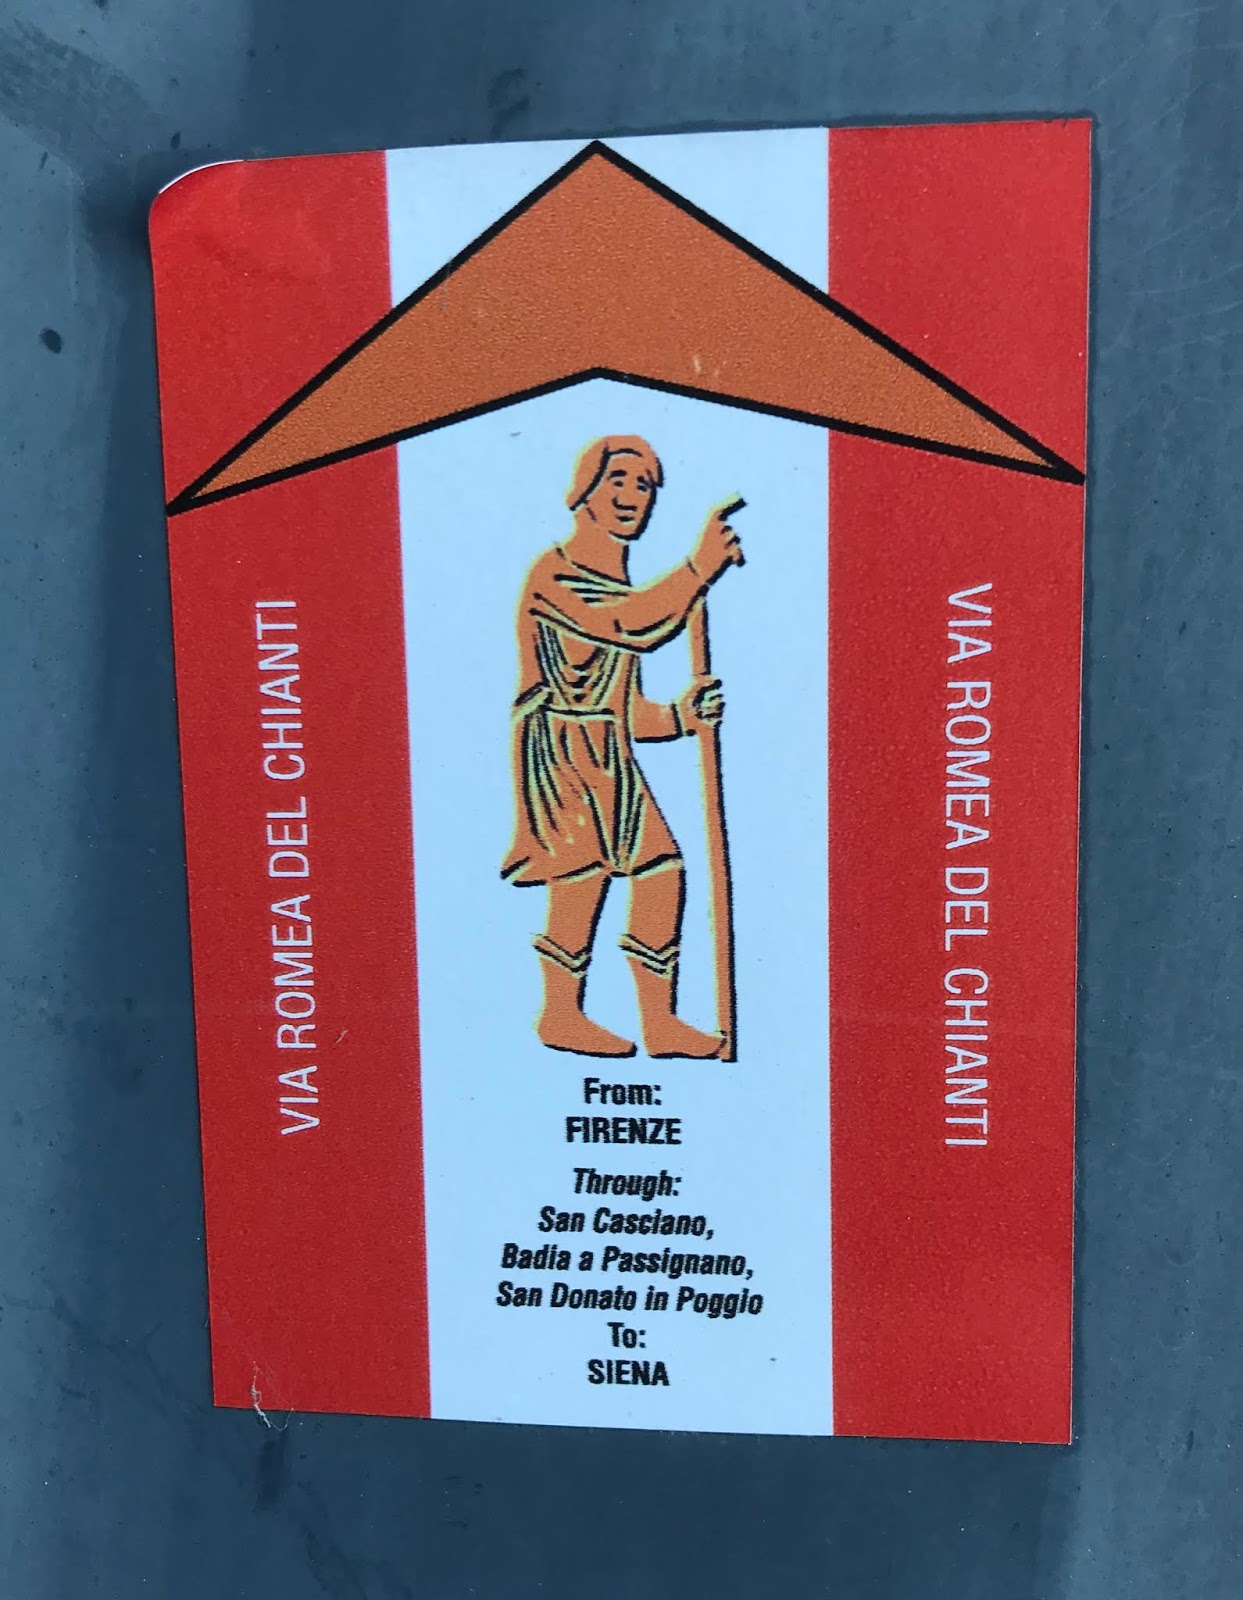 VIA ROMEA DEL CHIANTI
VIA ROMEA DEL CHIANTI
From:
FIRENZE
Through:
San Casciano,
Badia a Passignano,
San Donato in Poggio
To:
SIENA